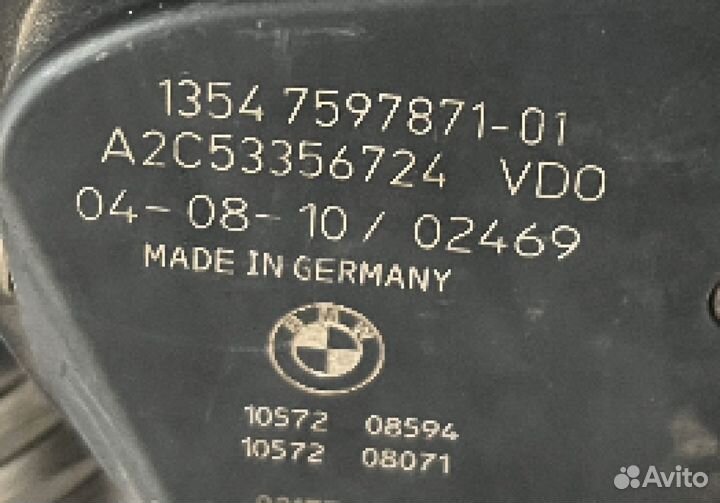 1354 7597871-01
A2C53356724 VDO
04-08-10/ 02469
MADE IN GERMANY
BMW
10572 08594
10572 08071
Avito